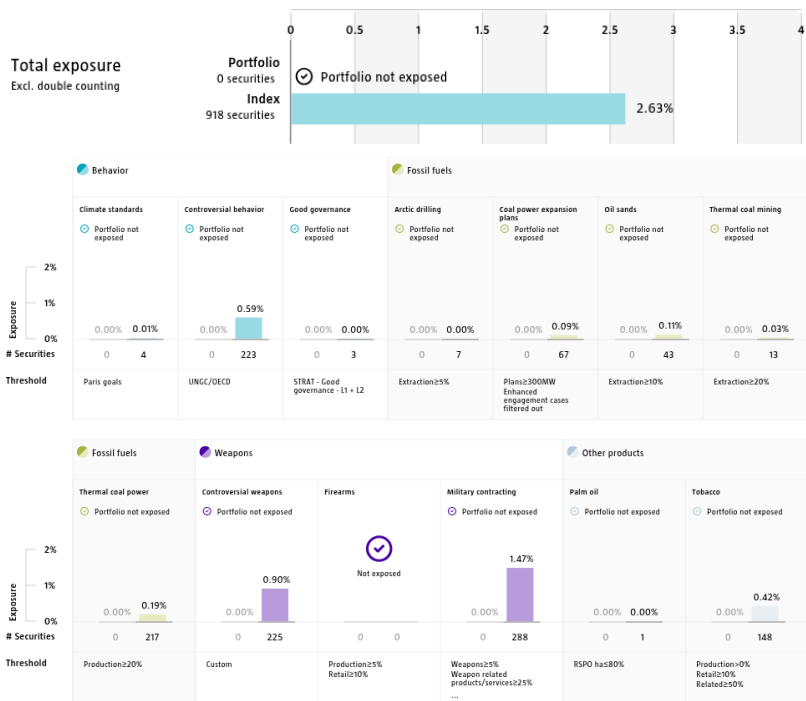 0 0.5 1 1.5 2 2.5 3 3.5 4
Total exposure
Excl. double counting
Portfolio
0 securities
Portfolio not exposed
Index
918 securities
2.63%
Behavior
Fossil fuels
Climate standards
Controversial behavior
Good governance
Arctic drilling
Coal power expansion
plans
Oil sands
Thermal coal mining
Portfolio not
exposed
Portfolio not
exposed
Portfolio not
exposed
Portfolio not
exposed
Portfolio not
exposed
Portfolio not
exposed
Portfolio not
exposed
Exposure
2%
1%
0%
0.00% 0.01%
0.00% 0.59%
0.00% 0.00%
0.00% 0.00%
0.00% 0.09%
0.00% 0.11%
0.00% 0.03%
# Securities
0 4
0 223
0 3
0 7
0 67
0 43
0 13
Threshold
Paris goals
UNGC/OECD
STRAT - Good
governance - L1 + L2
Extraction≥5%
Plans≥300MW
Enhanced
engagement cases
filtered out
Extraction≥10%
Extraction≥20%
Fossil fuels
Weapons
Other products
Thermal coal power
Controversial weapons
Firearms
Military contracting
Palm oil
Tobacco
Portfolio not exposed
Portfolio not exposed
Not exposed
Portfolio not exposed
Portfolio not exposed
Portfolio not exposed
Exposure
2%
1%
0%
0.00% 0.19%
0.00% 0.90%
0.00% 1.47%
0.00% 0.00%
0.00% 0.42%
# Securities
0 217
0 225
0 0
0 288
0 1
0 148
Threshold
Production≥20%
Custom
Production≥5%
Retail≥10%
Weapons≥5%
Weapon related
products/services≥25%
...
RSPO ha≤80%
Production>0%
Retail≥10%
Related≥50%